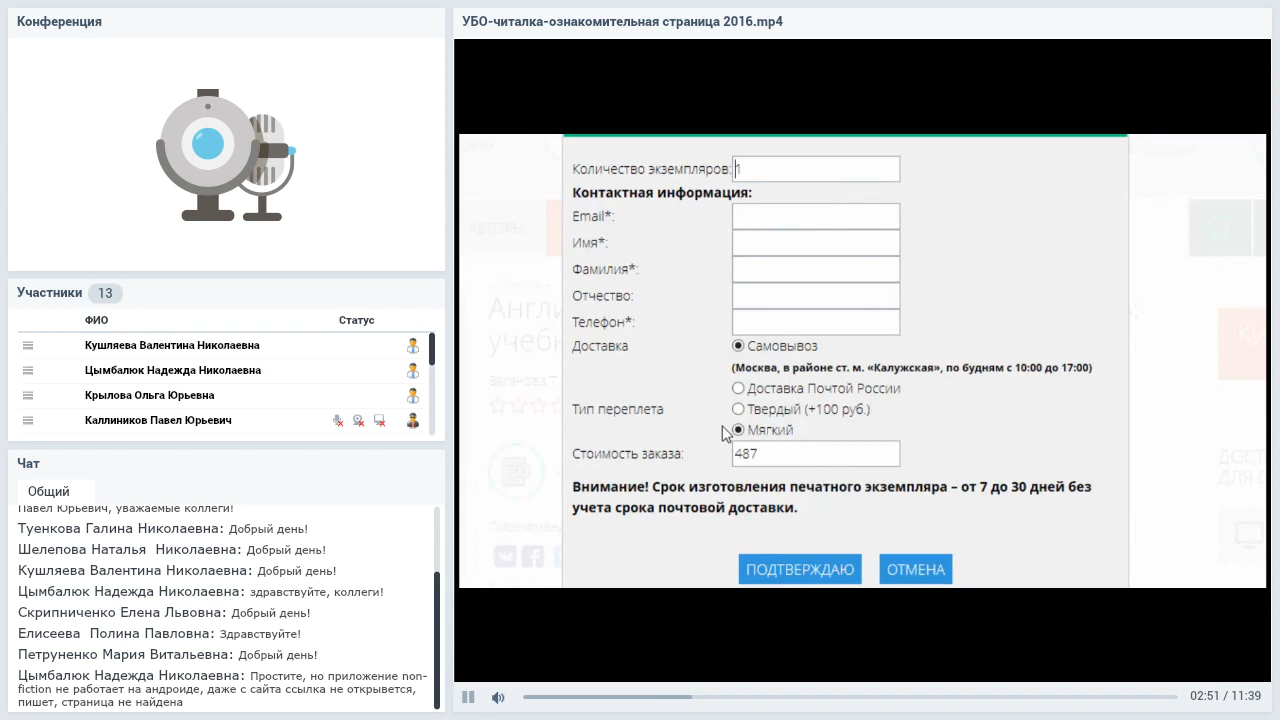 Конференция
Участники 13
ФИО Статус
Кушляева Валентина Николаевна
Цымбалюк Надежда Николаевна
Крылова Ольга Юрьевна
Каллиников Павел Юрьевич
Чат
Общий
Павел Юрьевич, уважаемые коллеги!
Туенкова Галина Николаевна: Добрый день!
Шелепова Наталья Николаевна: Добрый день!
Кушляева Валентина Николаевна: Добрый день!
Цымбалюк Надежда Николаевна: здравствуйте, коллеги!
Скрипниченко Елена Львовна: Добрый день!
Елисеева Полина Павловна: Здравствуйте!
Петруненко Мария Витальевна: Добрый день!
Цымбалюк Надежда Николаевна: Простите, но приложение non-
fiction не работает на андроиде, даже с сайта ссылка не открывется,
пишет, страница не найдена
УБО-читалка-ознакомительная страница 2016.mp4
Количество экземпляров: 1
Контактная информация:
Email*:
Имя*:
Фамилия*:
Отчество:
Телефон*:
Доставка Самовывоз
(Москва, в районе ст. м. «Калужская», по будням с 10:00 до 17:00)
Доставка Почтой России
Тип переплета Твердый (+100 руб.)
Мягкий
Стоимость заказа: 487
Внимание! Срок изготовления печатного экземпляра – от 7 до 30 дней без
учета срока почтовой доставки.
ПОДТВЕРЖДАЮ ОТМЕНА
02:51 / 11:39